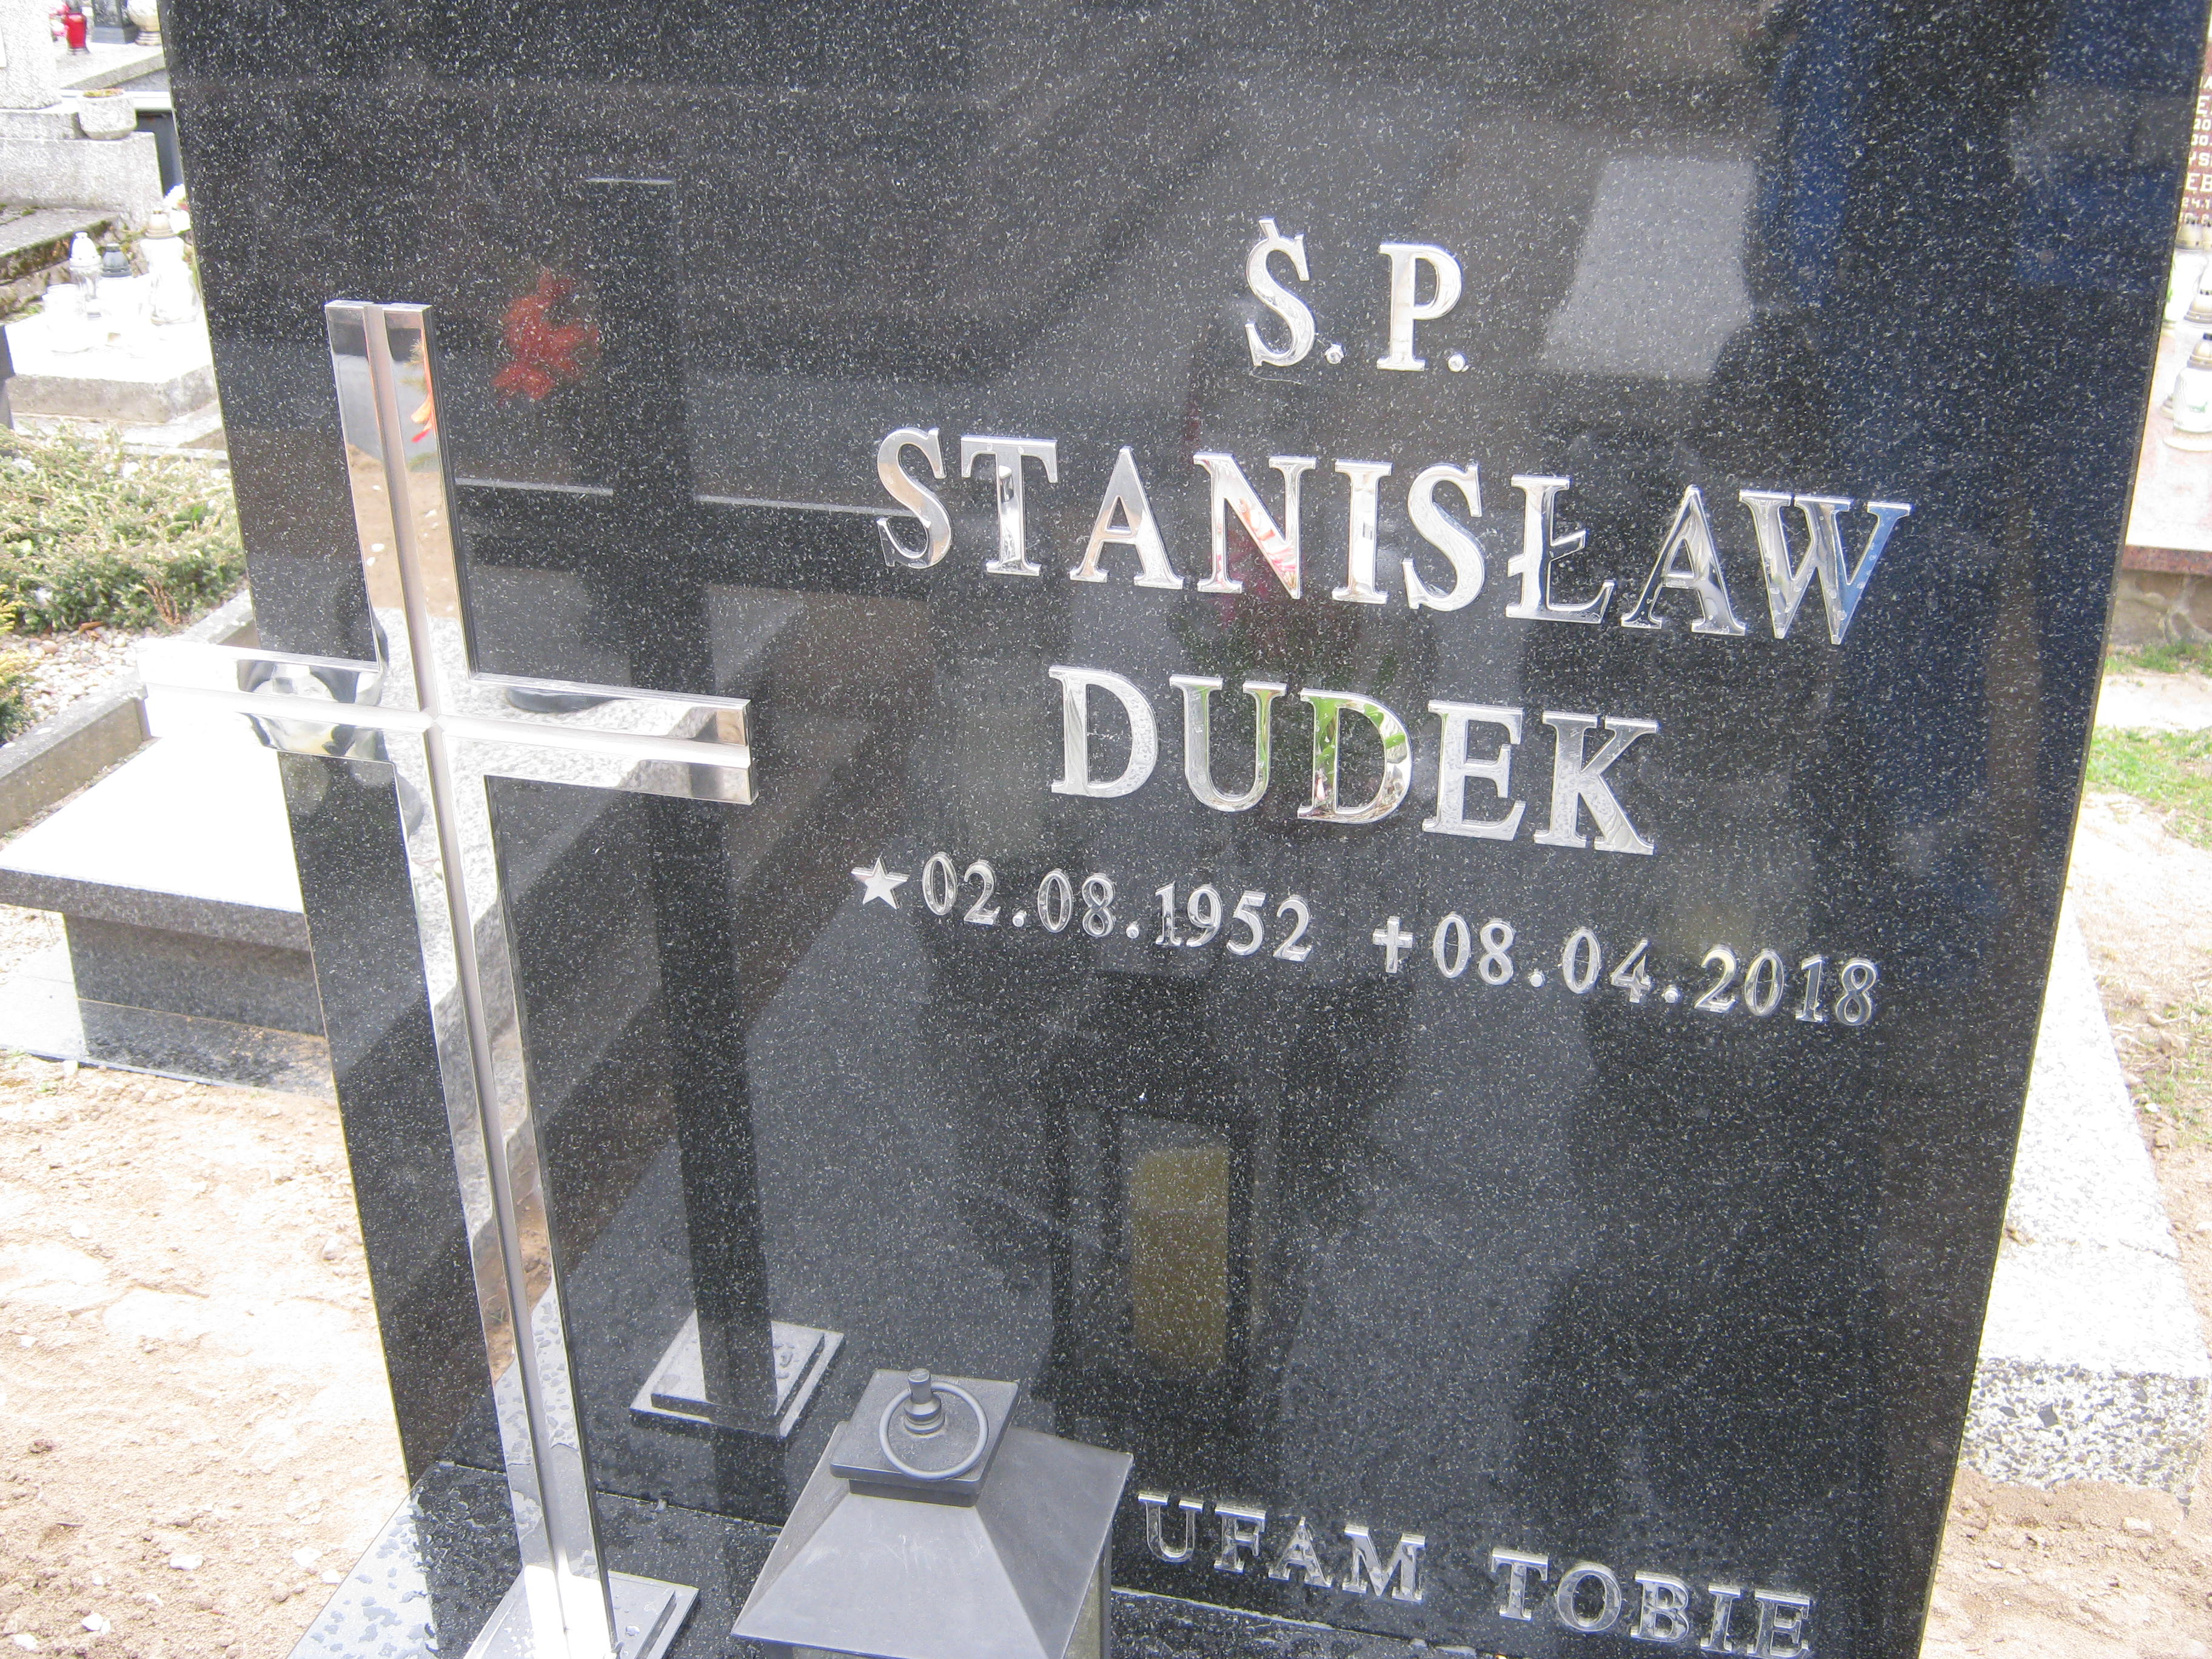 Ś.P.
STANISŁAW
DUDEK
★02.08.1952 ✝08.04.2018
UFAM TOBIE